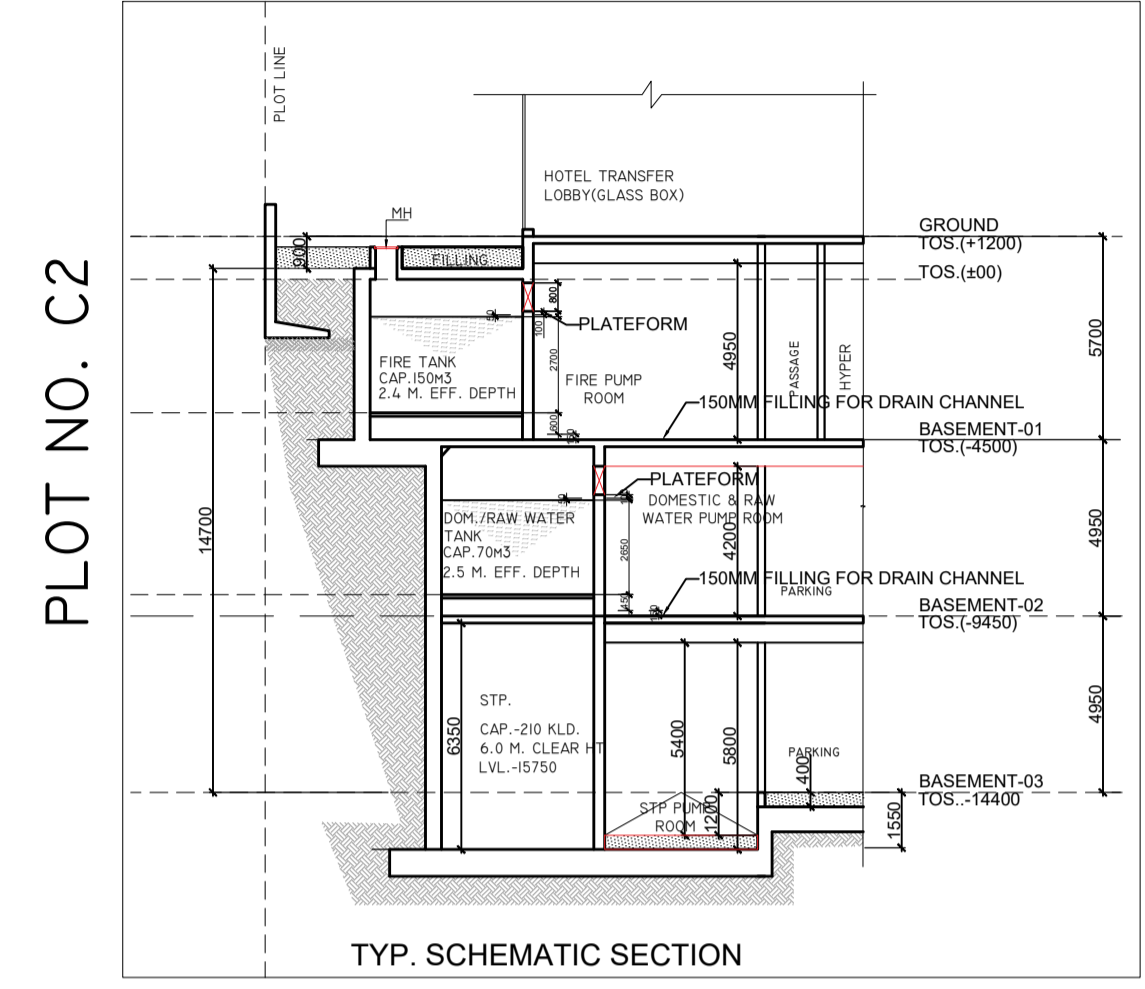 PLOT NO. C2
PLOT LINE
HOTEL TRANSFER
LOBBY(GLASS BOX)
MH
GROUND
TOS.(+1200)
900
FILLING
TOS.(±00)
800
50
100
PLATEFORM
2700
4950
5700
PASSAGE
HYPER
FIRE TANK
CAP.150M3
2.4 M. EFF. DEPTH
FIRE PUMP
ROOM
600
150MM FILLING FOR DRAIN CHANNEL
BASEMENT-01
TOS.(-4500)
PLATEFORM
50
DOMESTIC & RAW
WATER PUMP ROOM
DOM./RAW WATER
TANK
CAP.70M3
2.5 M. EFF. DEPTH
14700
2650
4200
4950
450
150MM FILLING FOR DRAIN CHANNEL
PARKING
BASEMENT-02
TOS.(-9450)
STP.
CAP.-210 KLD.
6.0 M. CLEAR HT
LVL.-15750
6350
5400
5800
4950
PARKING
400
BASEMENT-03
TOS..-14400
STP PUMP
ROOM
1200
1550
TYP. SCHEMATIC SECTION